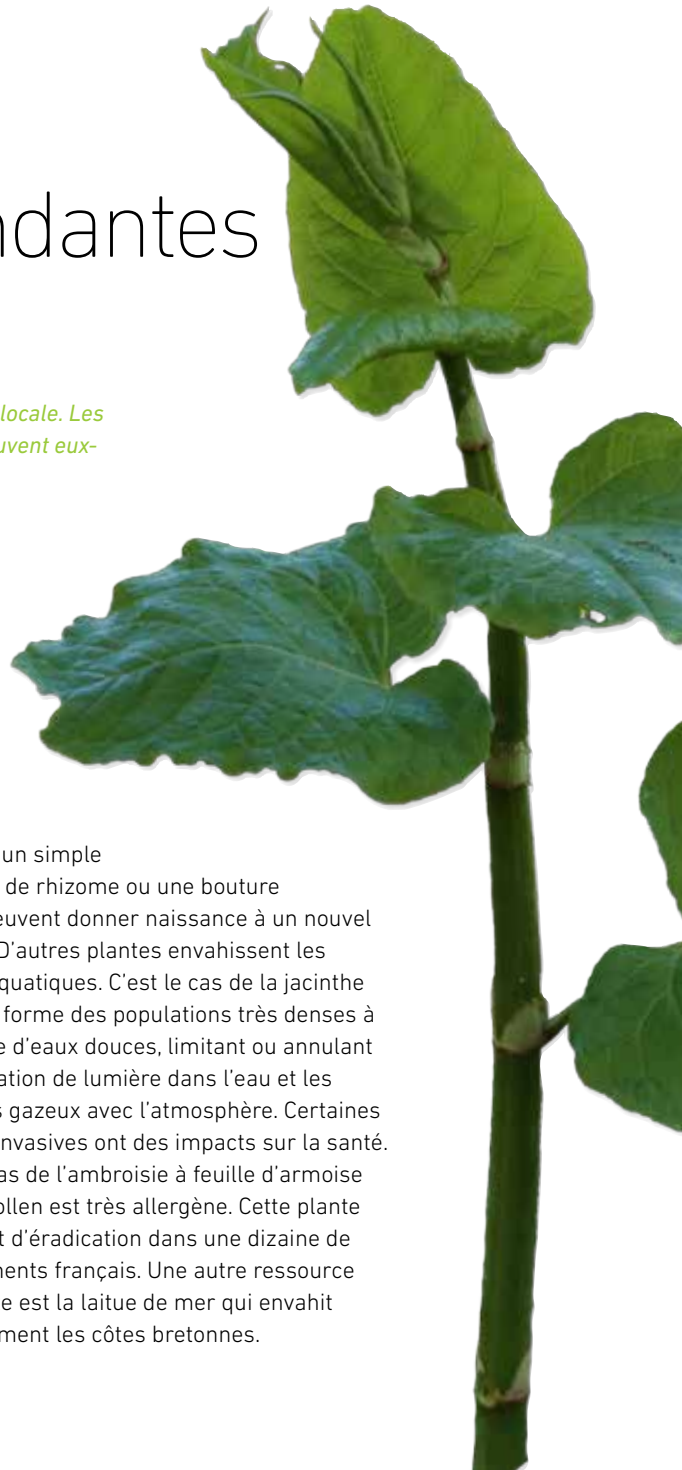 ndantes
locale. Les
uvent eux-
un simple
de rhizome ou une bouture
euvent donner naissance à un nouvel
D’autres plantes envahissent les
quatiques. C’est le cas de la jacinthe
forme des populations très denses à
e d’eaux douces, limitant ou annulant
ation de lumière dans l’eau et les
s gazeux avec l’atmosphère. Certaines
nvasives ont des impacts sur la santé.
as de l’ambroisie à feuille d’armoise
ollen est très allergène. Cette plante
t d’éradication dans une dizaine de
ents français. Une autre ressource
e est la laitue de mer qui envahit
ment les côtes bretonnes.